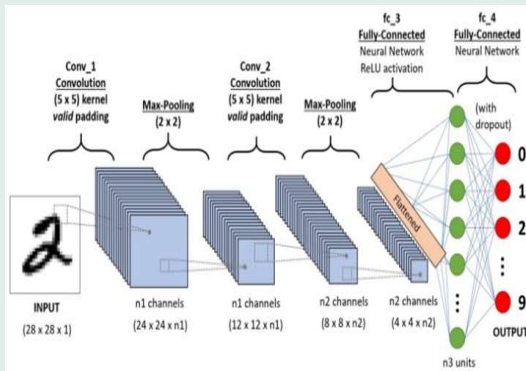 fc_3
Fully-Connected
Neural Network
ReLU activation
fc_4
Fully-Connected
Neural Network
Conv_1
Convolution
(5 x 5) kernel
valid padding
Max-Pooling
(2 x 2)
Conv_2
Convolution
(5 x 5) kernel
valid padding
Max-Pooling
(2 x 2)
(with
dropout)
Flattened
2
0
1
2
9
INPUT
(28 x 28 x 1)
n1 channels
(24 x 24 x n1)
n1 channels
(12 x 12 x n1)
n2 channels
(8 x 8 x n2)
n2 channels
(4 x 4 x n2)
n3 units
OUTPUT